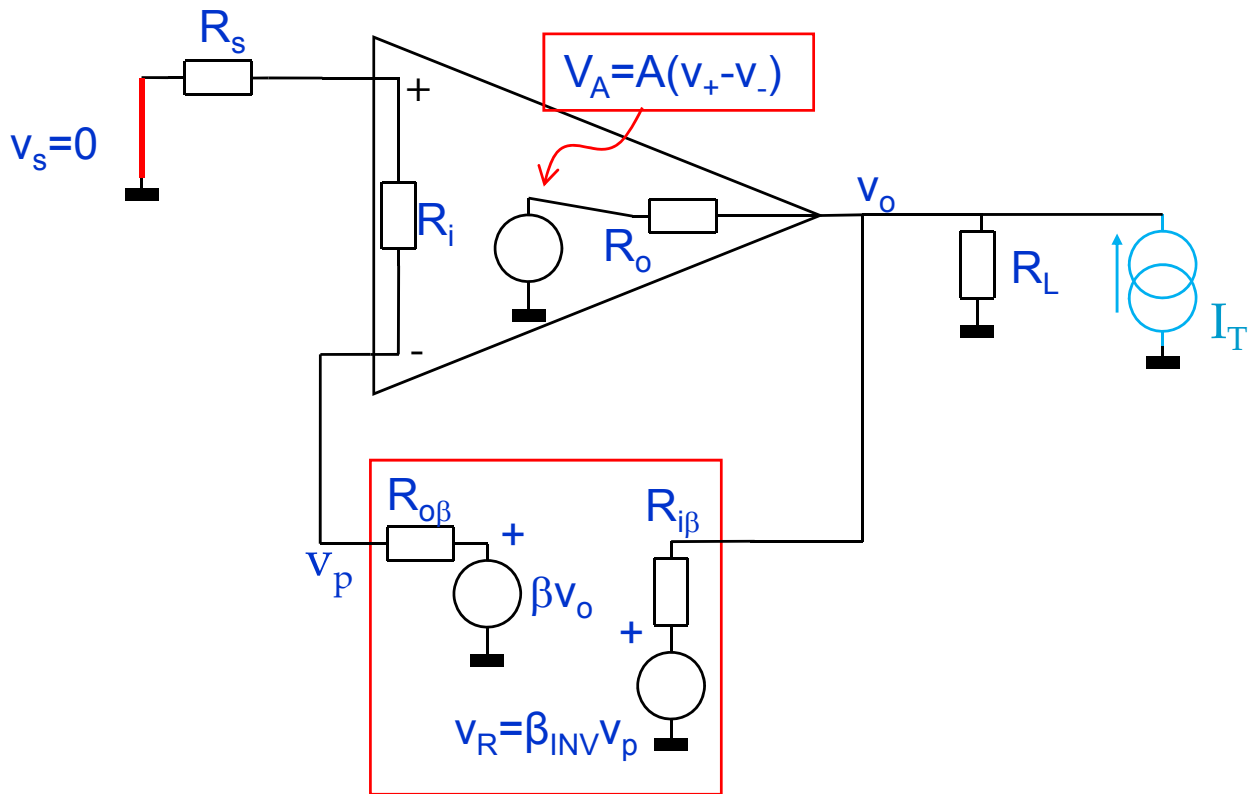 Rs
VA=A(v+-v-)
+
vs=0
vo
Ri
Ro
RL
IT
-
Roβ
Riβ
+
vp
βvo
+
vR=βINVvp